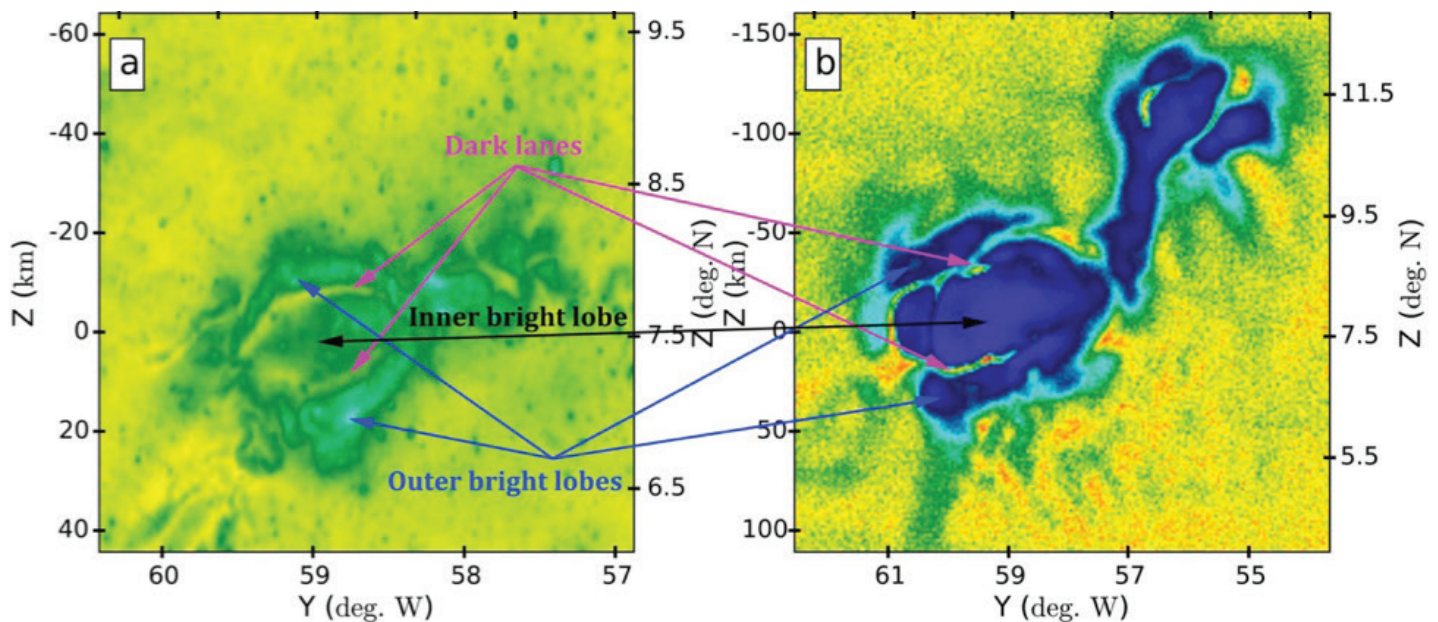 a
-60
-40
-20
0
20
40
Z (km)
9.5
8.5
7.5
6.5
Z (deg. N)
60
59
58
57
Y (deg. W)
Dark lanes
Inner bright lobe
Outer bright lobes
b
-150
-100
-50
0
50
100
Z (km)
11.5
9.5
7.5
5.5
Z (deg. N)
61
59
57
55
Y (deg. W)